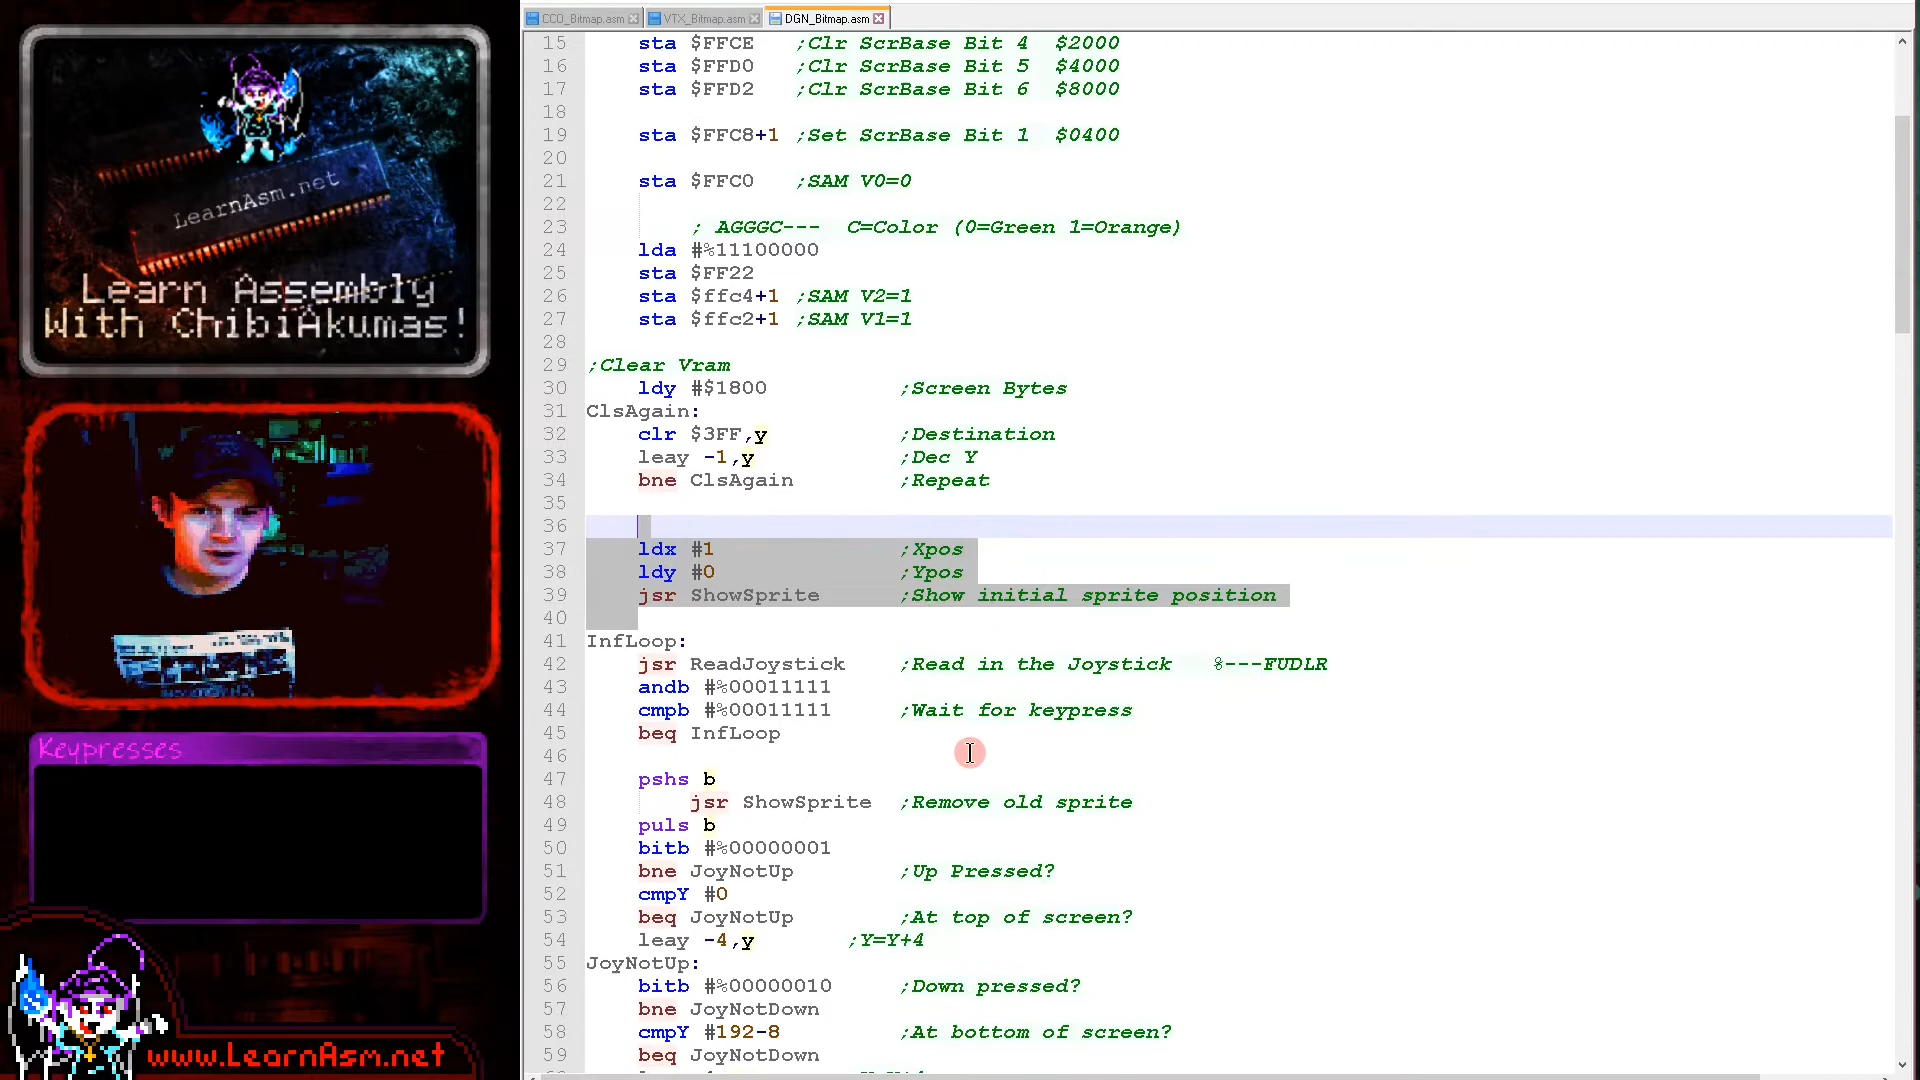 CCO_Bitmap.asm
VTX_Bitmap.asm
DGN_Bitmap.asm
LearnAsm.net
Learn Assembly
With ChibiAkumas!
Keypresses
www.LearnAsm.net
15 sta $FFCE ;Clr ScrBase Bit 4 $2000
16 sta $FFD0 ;Clr ScrBase Bit 5 $4000
17 sta $FFD2 ;Clr ScrBase Bit 6 $8000
18
19 sta $FFC8+1 ;Set ScrBase Bit 1 $0400
20
21 sta $FFC0 ;SAM V0=0
22
23 ; AGGGC--- C=Color (0=Green 1=Orange)
24 lda #%11100000
25 sta $FF22
26 sta $ffc4+1 ;SAM V2=1
27 sta $ffc2+1 ;SAM V1=1
28
29 ;Clear Vram
30 ldy #$1800 ;Screen Bytes
31 ClsAgain:
32 clr $3FF,y ;Destination
33 leay -1,y ;Dec Y
34 bne ClsAgain ;Repeat
35
36
37 ldx #1 ;Xpos
38 ldy #0 ;Ypos
39 jsr ShowSprite ;Show initial sprite position
40
41 InfLoop:
42 jsr ReadJoystick ;Read in the Joystick %---FUDLR
43 andb #%00011111
44 cmpb #%00011111 ;Wait for keypress
45 beq InfLoop
46
47 pshs b
48 jsr ShowSprite ;Remove old sprite
49 puls b
50 bitb #%00000001
51 bne JoyNotUp ;Up Pressed?
52 cmpY #0
53 beq JoyNotUp ;At top of screen?
54 leay -4,y ;Y=Y+4
55 JoyNotUp:
56 bitb #%00000010 ;Down pressed?
57 bne JoyNotDown
58 cmpY #192-8 ;At bottom of screen?
59 beq JoyNotDown